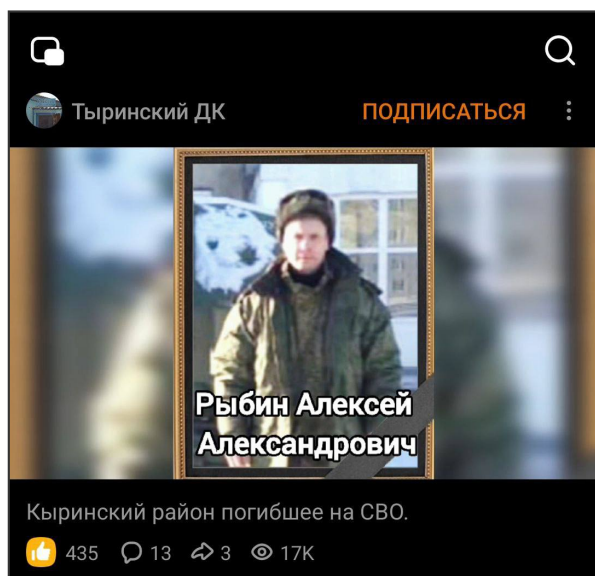 Тыринский ДК
ПОДПИСАТЬСЯ
Рыбин Алексей
Александрович
Кыринский район погибшее на СВО.
435 13 3 17K